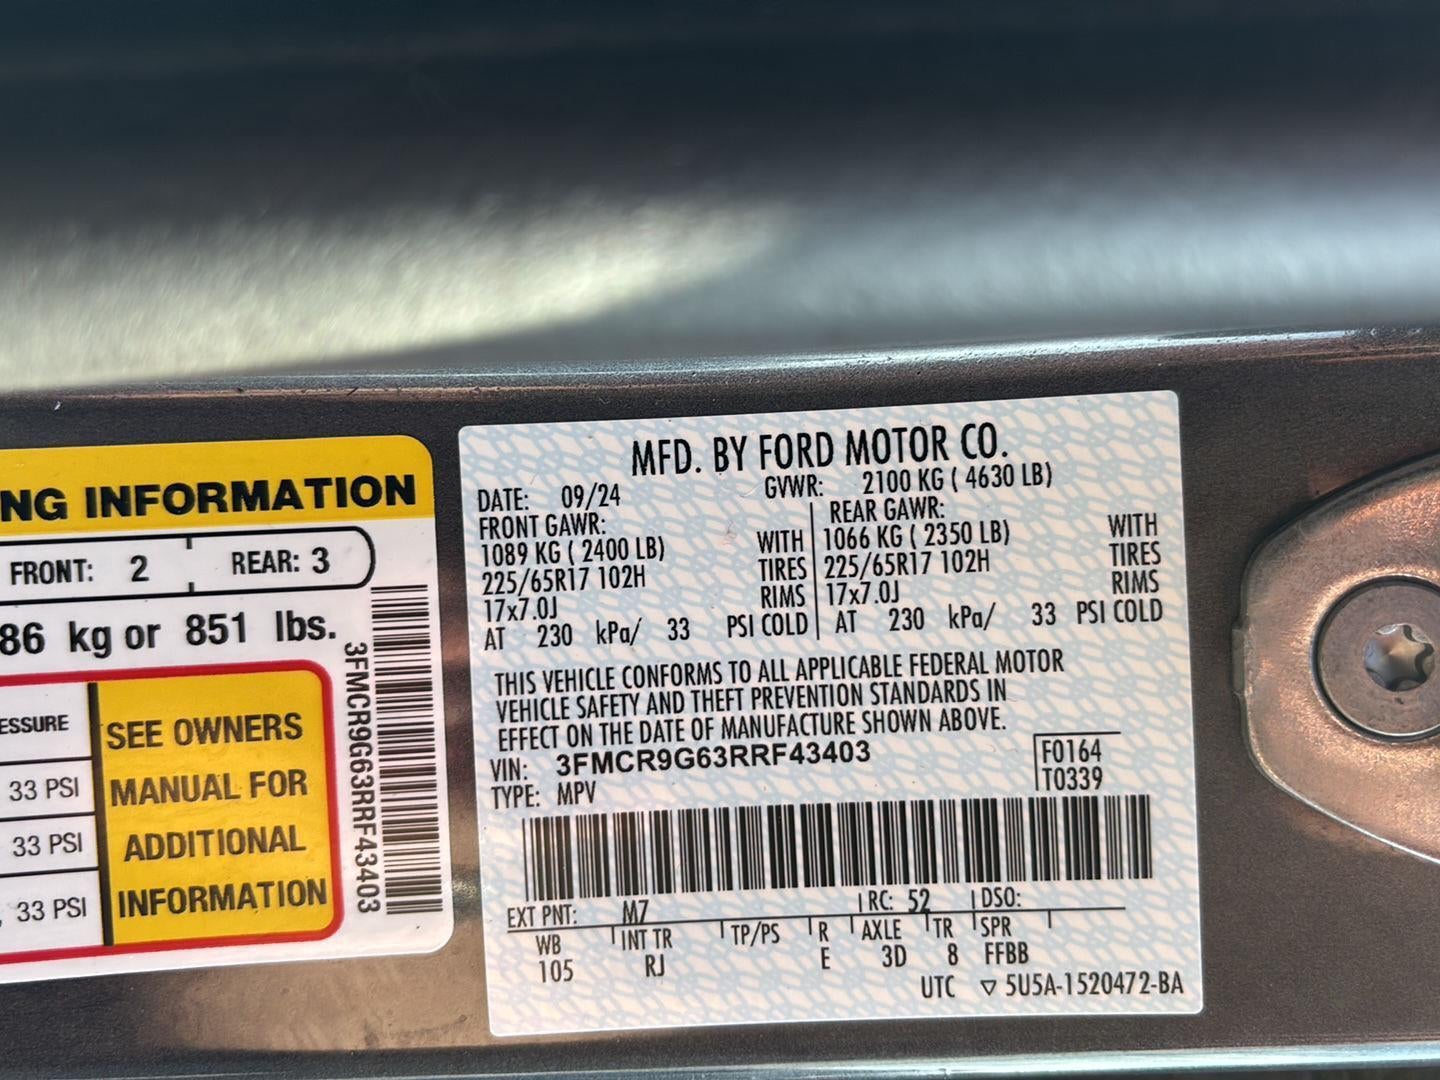 NG INFORMATION
FRONT: 2 REAR: 3
86 kg or 851 lbs.
ESSURE
33 PSI
33 PSI
, 33 PSI
SEE OWNERS
MANUAL FOR
ADDITIONAL
INFORMATION
3FMCR9G63RRF43403
MFD. BY FORD MOTOR CO.
DATE: 09/24 GVWR: 2100 KG ( 4630 LB)
FRONT GAWR: REAR GAWR:
1089 KG ( 2400 LB) WITH 1066 KG ( 2350 LB) WITH
225/65R17 102H TIRES 225/65R17 102H TIRES
17x7.0J RIMS 17x7.0J RIMS
AT 230 kPa/ 33 PSI COLD AT 230 kPa/ 33 PSI COLD
THIS VEHICLE CONFORMS TO ALL APPLICABLE FEDERAL MOTOR
VEHICLE SAFETY AND THEFT PREVENTION STANDARDS IN
EFFECT ON THE DATE OF MANUFACTURE SHOWN ABOVE.
VIN: 3FMCR9G63RRF43403 F0164
TYPE: MPV T0339
EXT PNT: M7 RC: 52 DSO:
WB INT TR TP/PS R AXLE TR SPR
105 RJ E 3D 8 FFBB
UTC ▽ 5U5A-1520472-BA